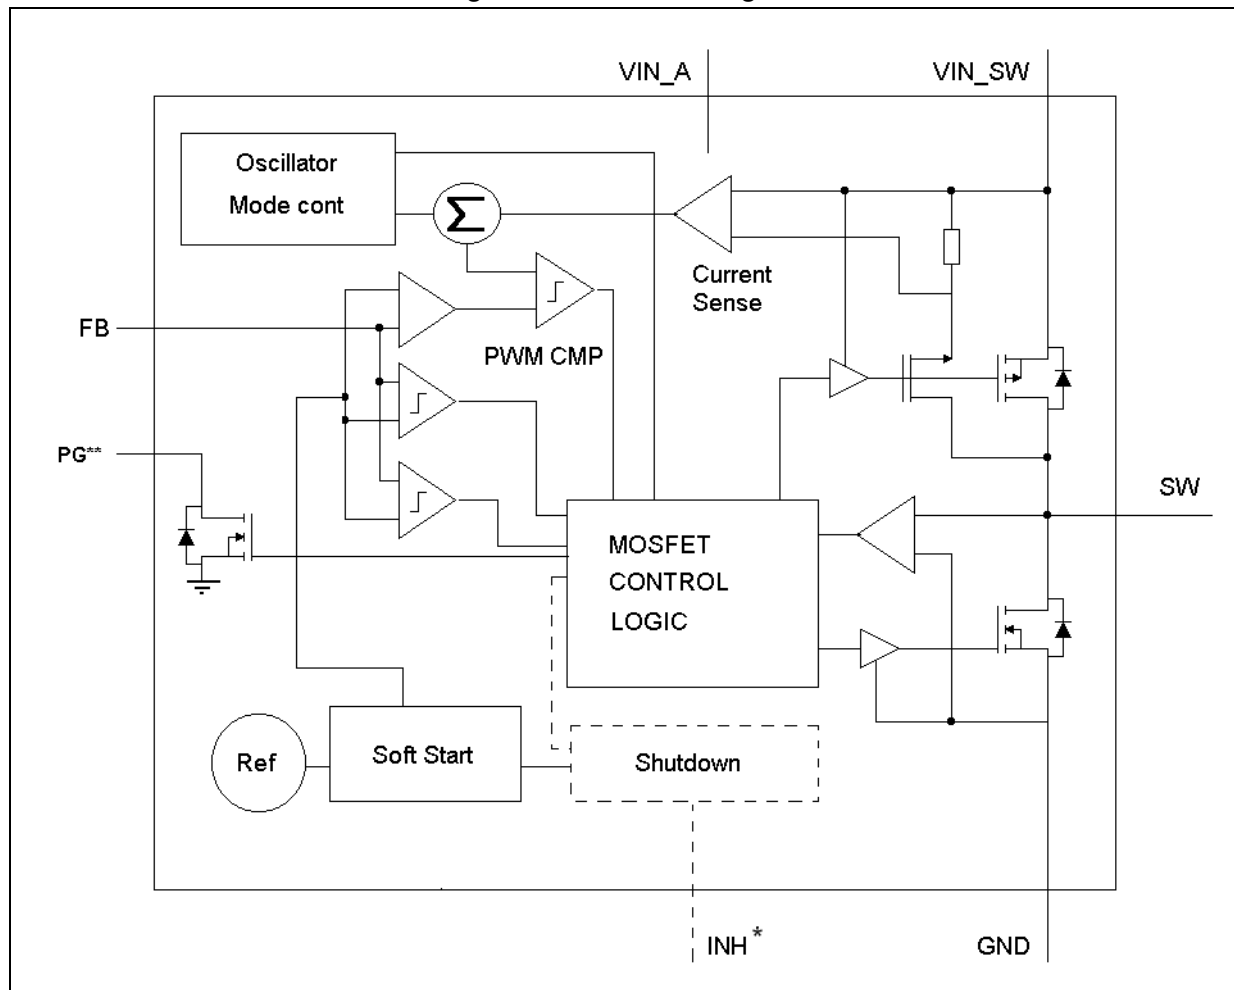 VIN_A
VIN_SW
Oscillator
Mode cont
Σ
Current
Sense
FB
PWM CMP
PG**
SW
MOSFET
CONTROL
LOGIC
Ref
Soft Start
Shutdown
INH*
GND